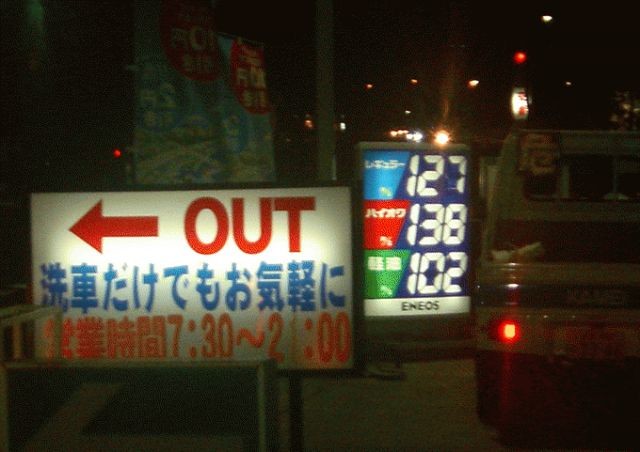 OUT
洗車だけでもお気軽に
営業時間7:30〜2 :00
レギュラー 127
ハイオク 138
軽油 102
ENEOS